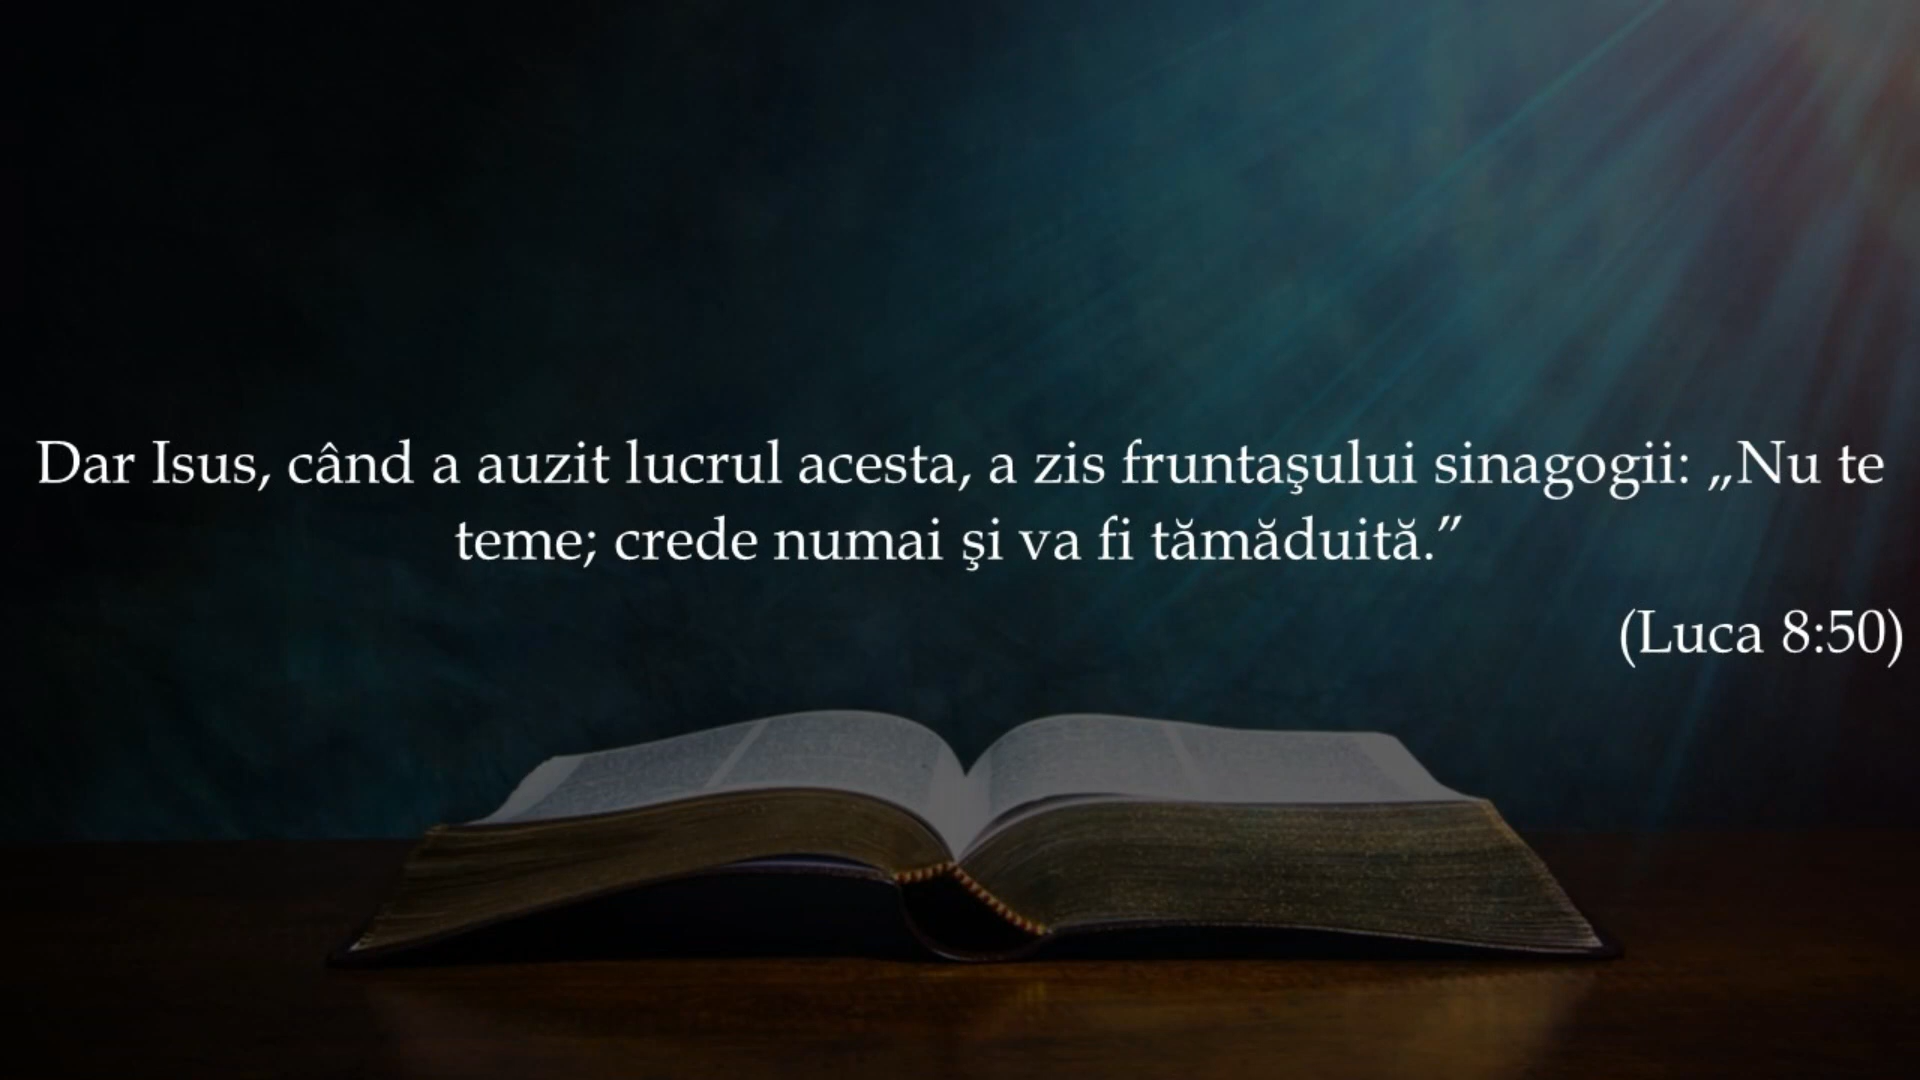 Dar Isus, când a auzit lucrul acesta, a zis fruntaşului sinagogii: „Nu te
teme; crede numai şi va fi tămăduită.”
(Luca 8:50)